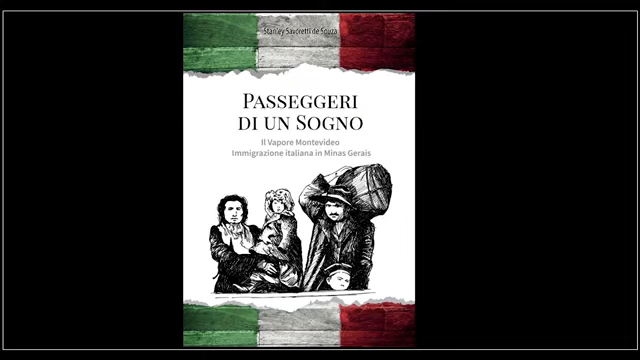 Stanley Savoretti de Souza
PASSEGGERI
DI UN SOGNO
Il Vapore Montevideo
Immigrazione italiana in Minas Gerais